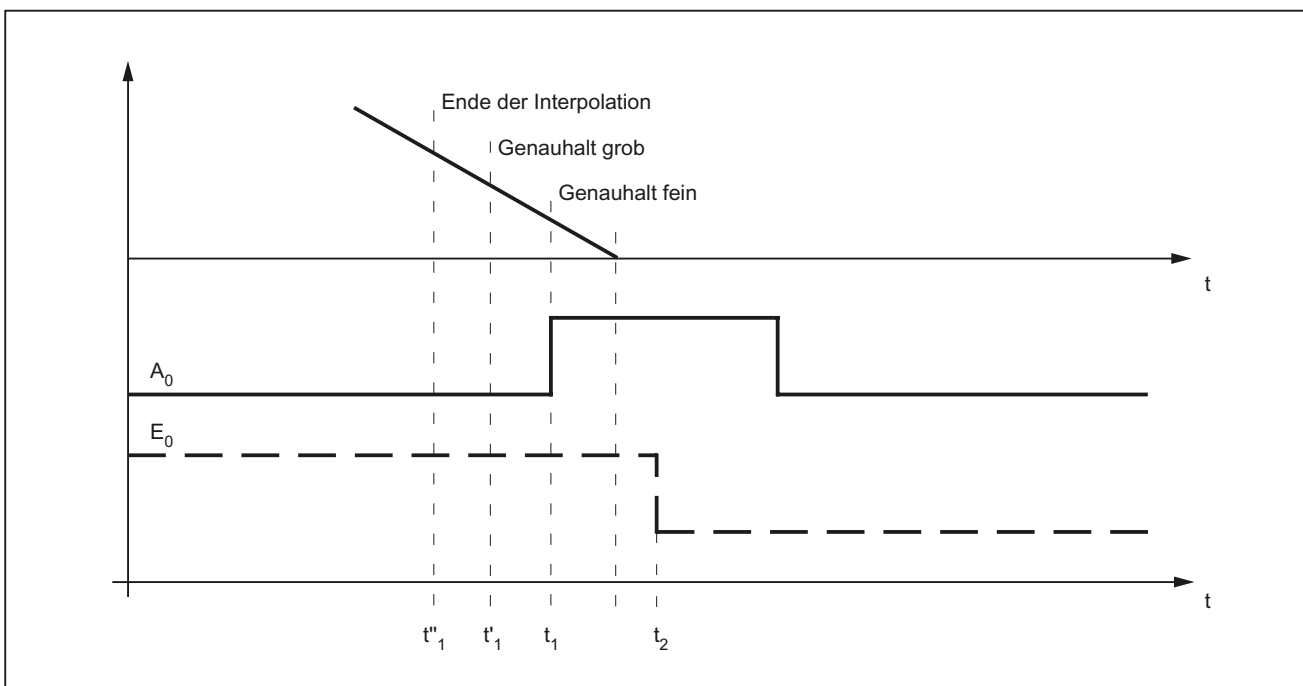 Ende der Interpolation
Genauhalt grob
Genauhalt fein
t
A₀
E₀
t
t"₁
t'₁
t₁
t₂